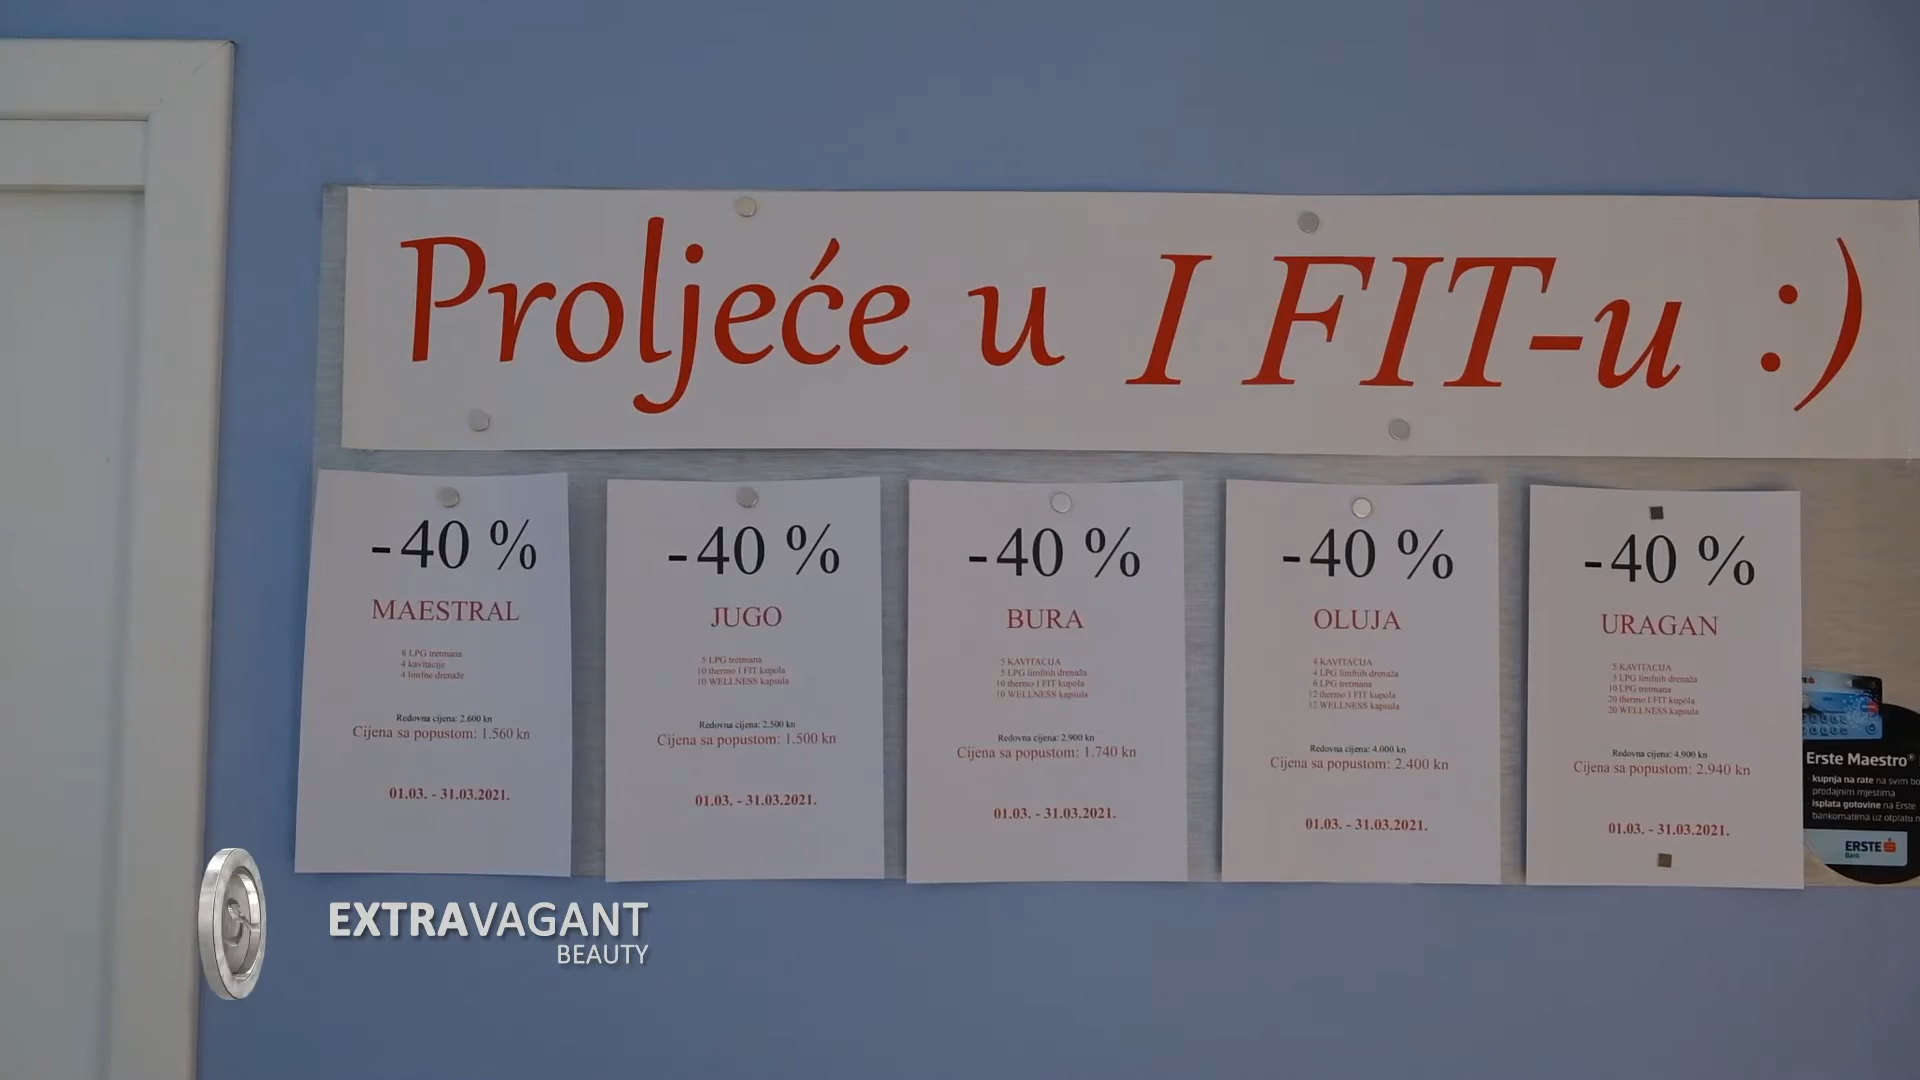 Proljeće u I FIT-u :)
-40 %
MAESTRAL
8 LPG tretmana
4 kavitacije
4 limfne drenaže
Redovna cijena: 2.600 kn
Cijena sa popustom: 1.560 kn
01.03. - 31.03.2021.
-40 %
JUGO
5 LPG tretmana
10 thermo I FIT kupola
10 WELLNESS kapsula
Redovna cijena: 2.500 kn
Cijena sa popustom: 1.500 kn
01.03. - 31.03.2021.
-40 %
BURA
5 KAVITACIJA
5 LPG limfnih drenaža
10 thermo I FIT kupola
10 WELLNESS kapsula
Redovna cijena: 2.900 kn
Cijena sa popustom: 1.740 kn
01.03. - 31.03.2021.
-40 %
OLUJA
4 KAVITACIJA
4 LPG limfnih drenaža
6 LPG tretmana
12 thermo I FIT kupola
12 WELLNESS kapsula
Redovna cijena: 4.000 kn
Cijena sa popustom: 2.400 kn
01.03. - 31.03.2021.
-40 %
URAGAN
5 KAVITACIJA
5 LPG limfnih drenaža
10 LPG tretmana
20 thermo I FIT kupola
20 WELLNESS kapsula
Redovna cijena: 4.900 kn
Cijena sa popustom: 2.940 kn
01.03. - 31.03.2021.
Erste Maestro®
kupnja na rate na svim
prodajnim mjestima
isplata gotovine na Erste
bankomatima uz otplatu
ERSTE
Bank
EXTRAVAGANT
BEAUTY